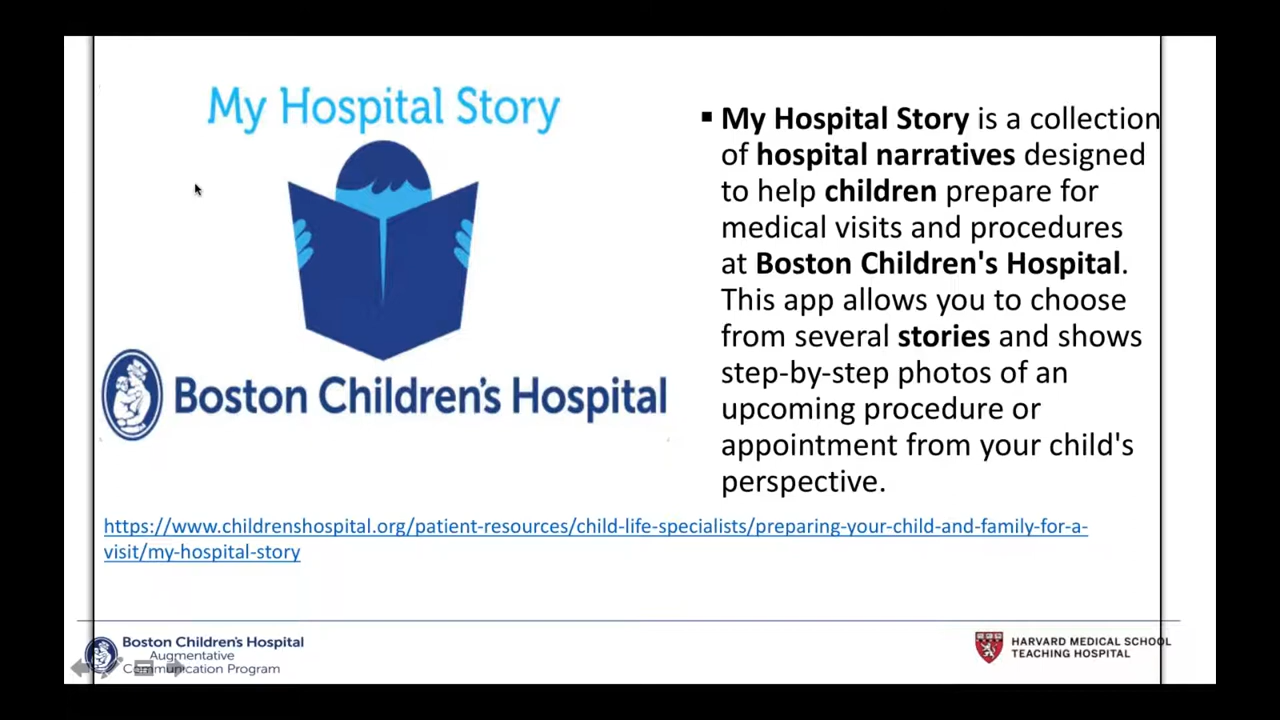 My Hospital Story
Boston Children's Hospital
▪ My Hospital Story is a collection
of hospital narratives designed
to help children prepare for
medical visits and procedures
at Boston Children's Hospital.
This app allows you to choose
from several stories and shows
step-by-step photos of an
upcoming procedure or
appointment from your child's
perspective.
https://www.childrenshospital.org/patient-resources/child-life-specialists/preparing-your-child-and-family-for-a-
visit/my-hospital-story
Boston Children's Hospital
Augmentative
Communication Program
HARVARD MEDICAL SCHOOL
TEACHING HOSPITAL